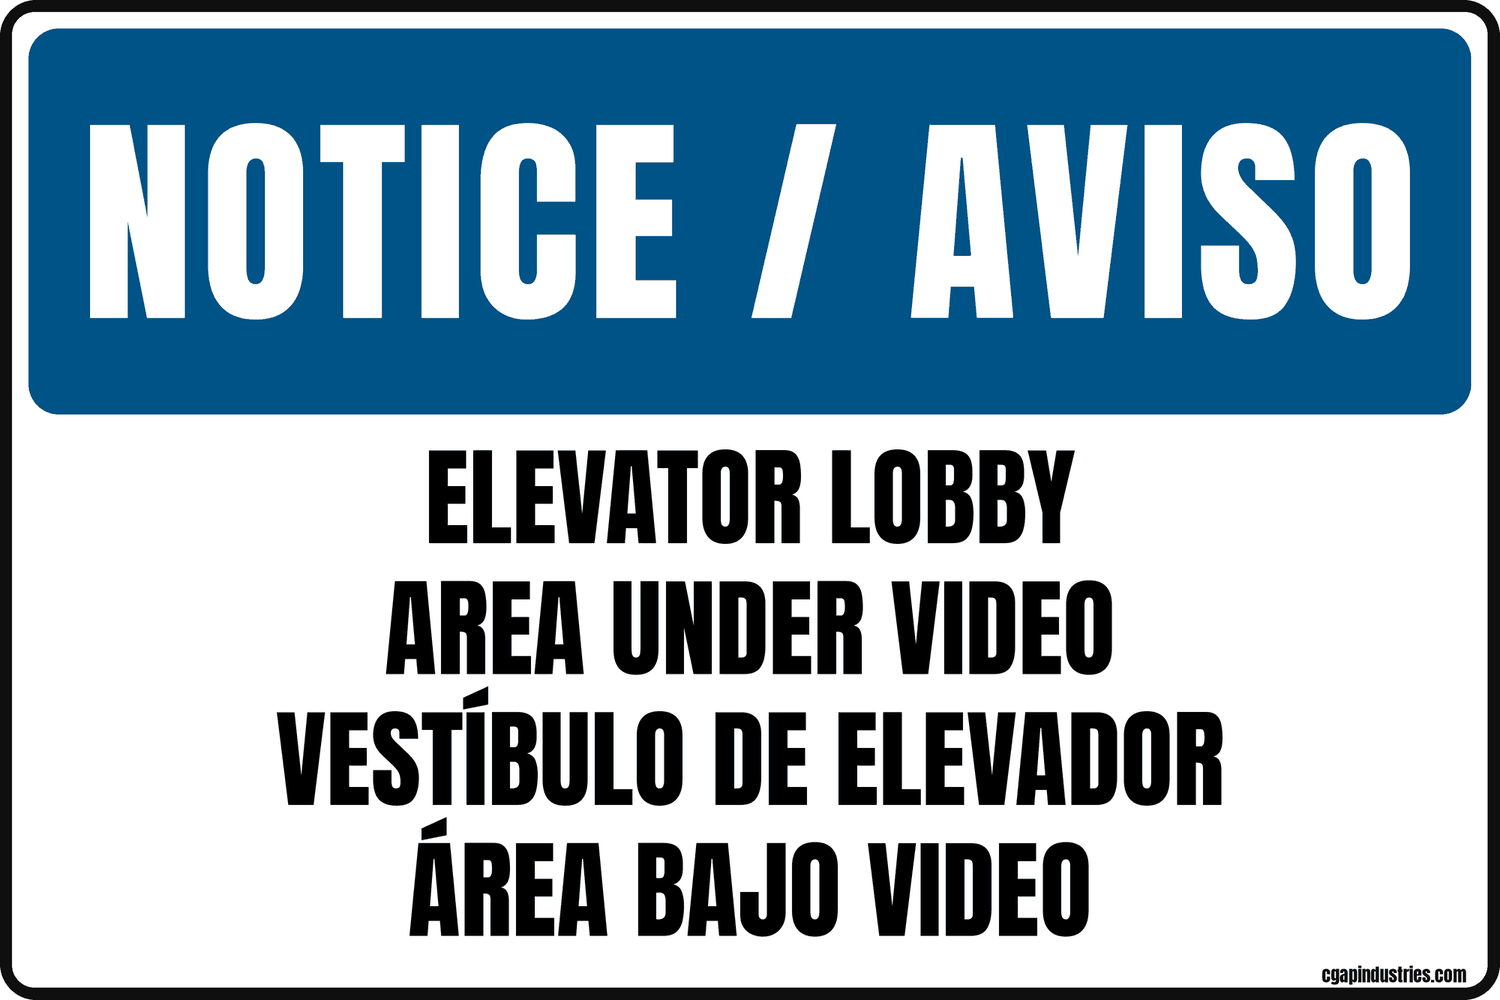 NOTICE / AVISO
ELEVATOR LOBBY
AREA UNDER VIDEO
VESTÍBULO DE ELEVADOR
ÁREA BAJO VIDEO
cgapindustries.com